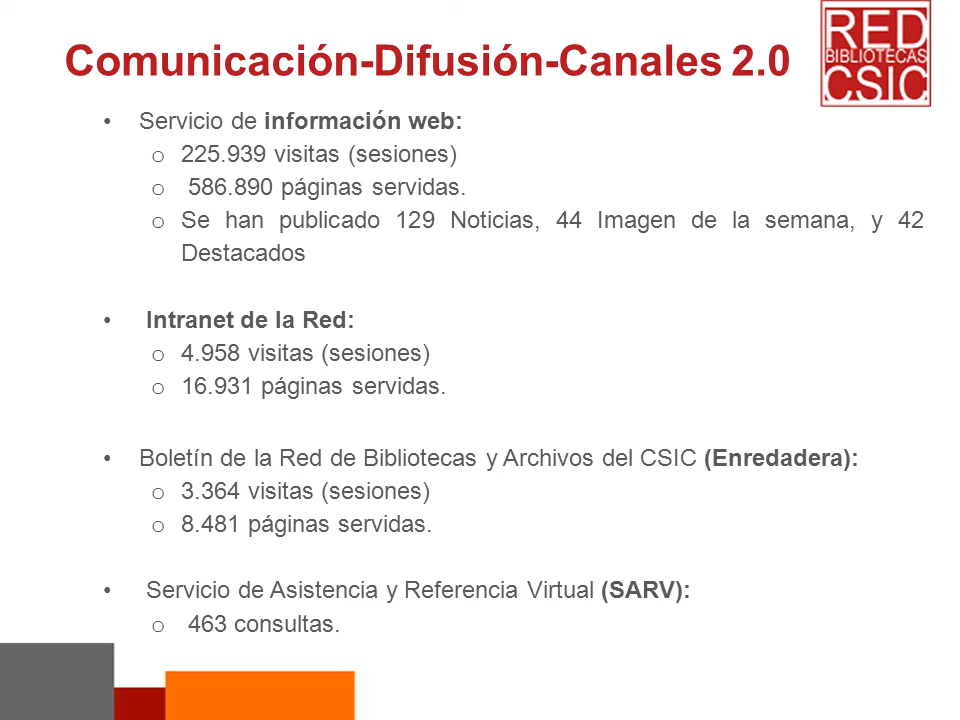 Comunicación-Difusión-Canales 2.0
RED
BIBLIOTECAS
CSIC
• Servicio de información web:
o 225.939 visitas (sesiones)
o 586.890 páginas servidas.
o Se han publicado 129 Noticias, 44 Imagen de la semana, y 42
Destacados
• Intranet de la Red:
o 4.958 visitas (sesiones)
o 16.931 páginas servidas.
• Boletín de la Red de Bibliotecas y Archivos del CSIC (Enredadera):
o 3.364 visitas (sesiones)
o 8.481 páginas servidas.
• Servicio de Asistencia y Referencia Virtual (SARV):
o 463 consultas.